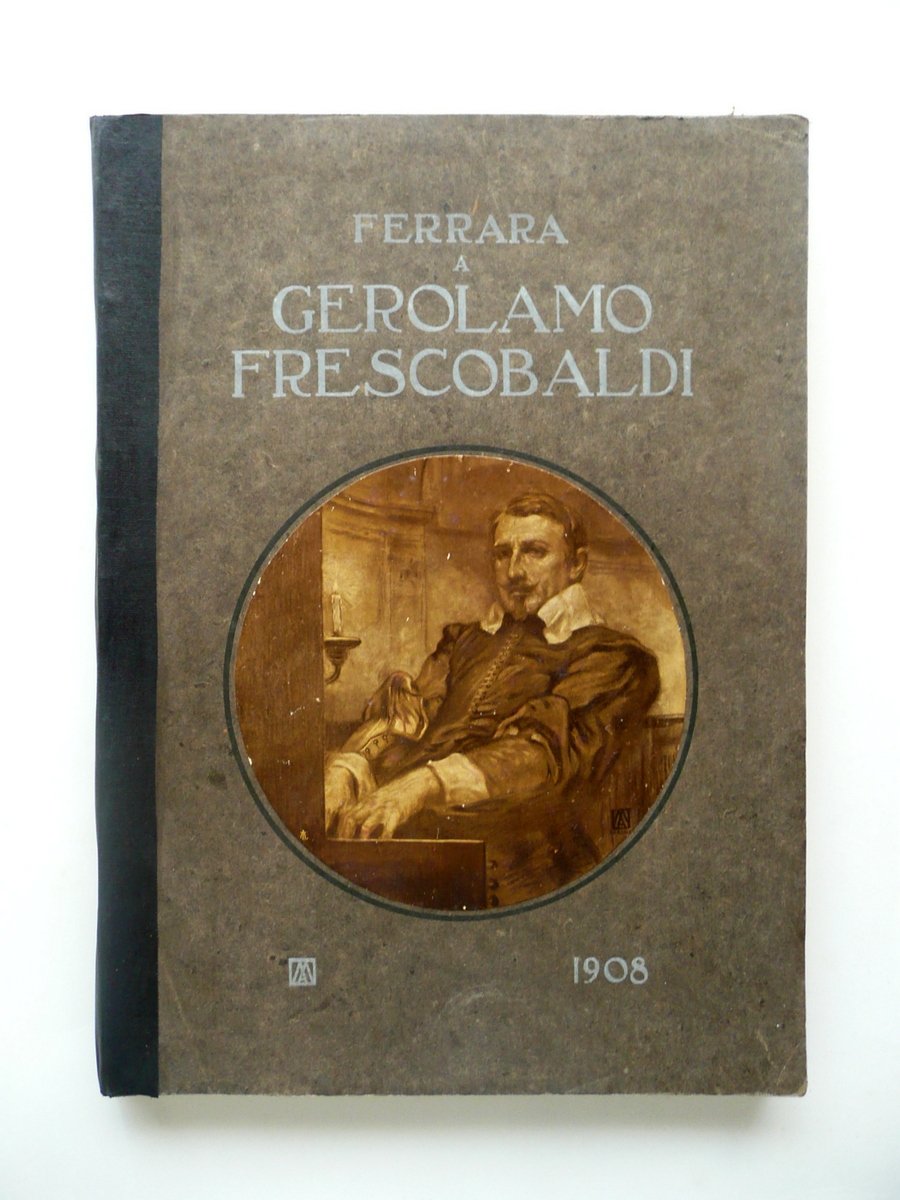 FERRARA
A
GEROLAMO
FRESCOBALDI
1908